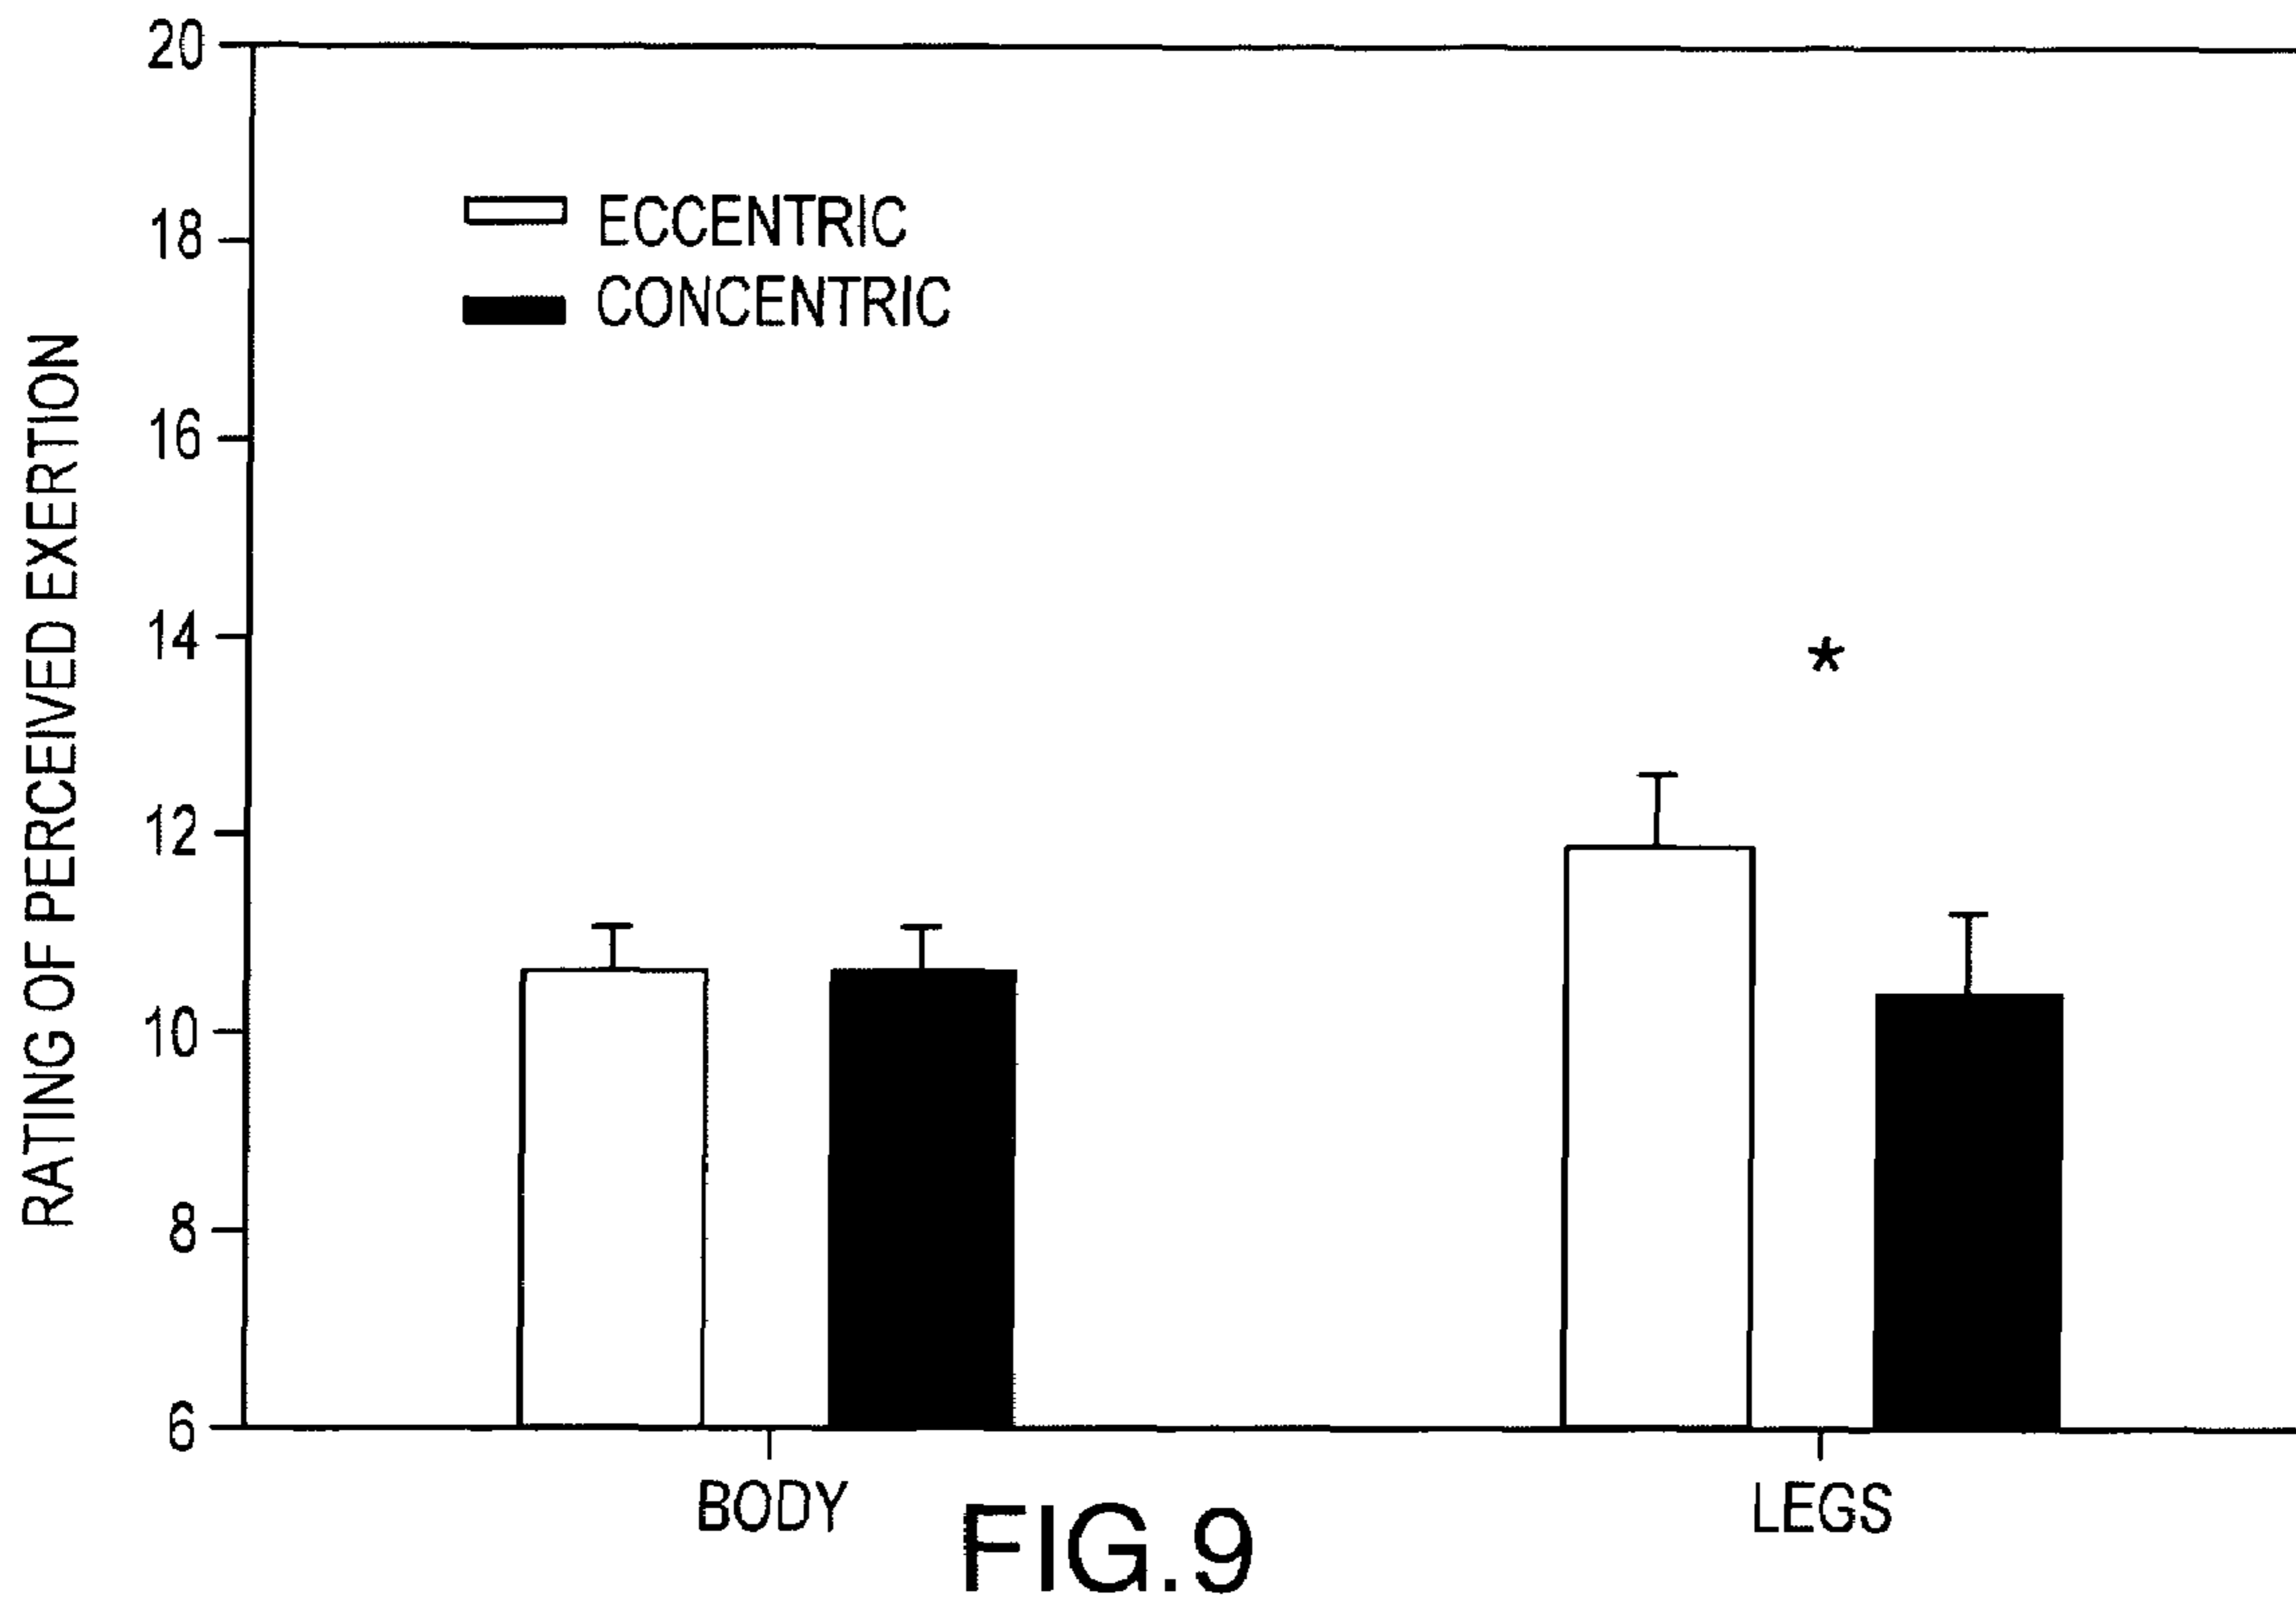 RATING OF PERCEIVED EXERTION
20
18
16
14
12
10
8
6
ECCENTRIC
CONCENTRIC
*
BODY
LEGS
FIG.9